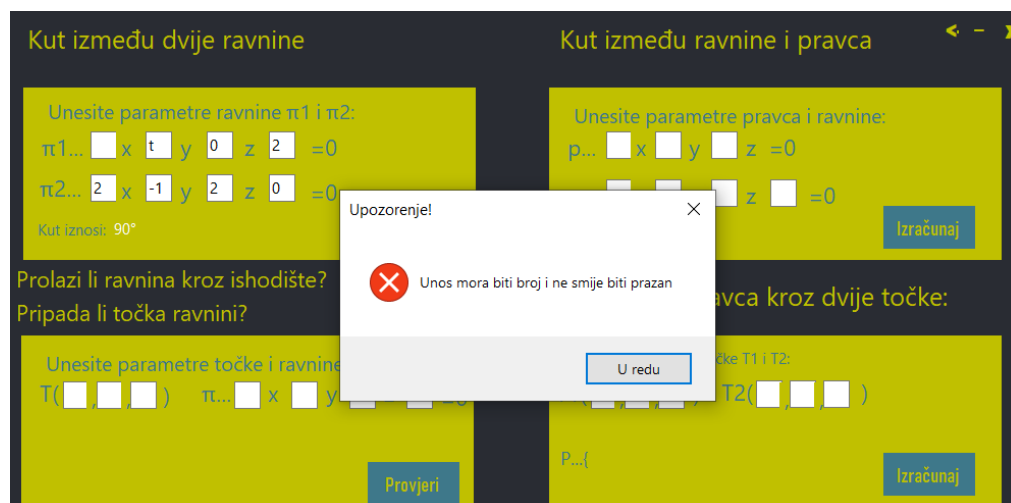 Kut između dvije ravnine
Unesite parametre ravnine π1 i π2:
π1... x t y 0 z 2 =0
π2... 2 x -1 y 2 z 0 =0
Kut iznosi: 90°
Prolazi li ravnina kroz ishodište?
Pripada li točka ravnini?
Unesite parametre točke i ravnine
T( , , ) π... x y =0
Provjeri
Kut između ravnine i pravca
< -
Unesite parametre pravca i ravnine:
p... x y z =0
z =0
Izračunaj
avca kroz dvije točke:
čke T1 i T2:
( , , ) T2( , , )
P...{
Izračunaj
Upozorenje!
Unos mora biti broj i ne smije biti prazan
U redu